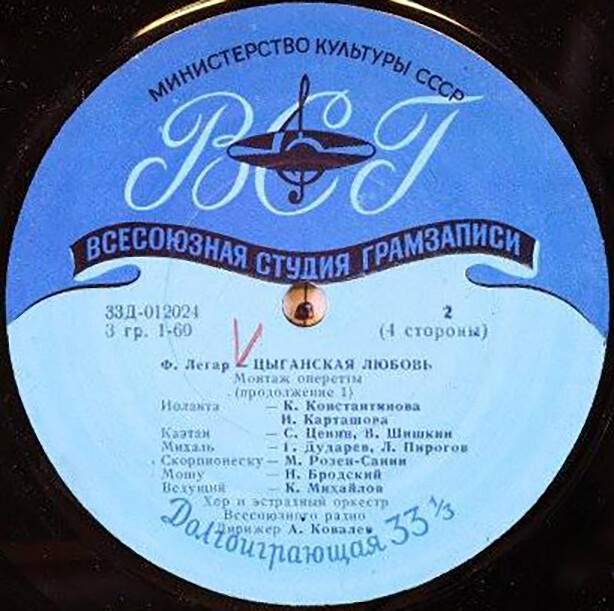 МИНИСТЕРСТВО КУЛЬТУРЫ СССР
ВСГ
ВСЕСОЮЗНАЯ СТУДИЯ ГРАМЗАПИСИ
33Д-012024
2
3 гр. 1-60
(4 стороны)
Ф. Легар — ЦЫГАНСКАЯ ЛЮБОВЬ
Монтаж оперетты
(продолжение 1)
Иоланта — К. Константинова
И. Карташова
Каэтан — С. Ценин, В. Шишкин
Михаль — Г. Дударев, Л. Пирогов
Скорпионеску — М. Розен-Санин
Мошу — Н. Бродский
Ведущий — К. Михайлов
Хор и эстрадный оркестр
Всесоюзного радио
Дирижер А. Ковалев
Долгоиграющая 33 1/3